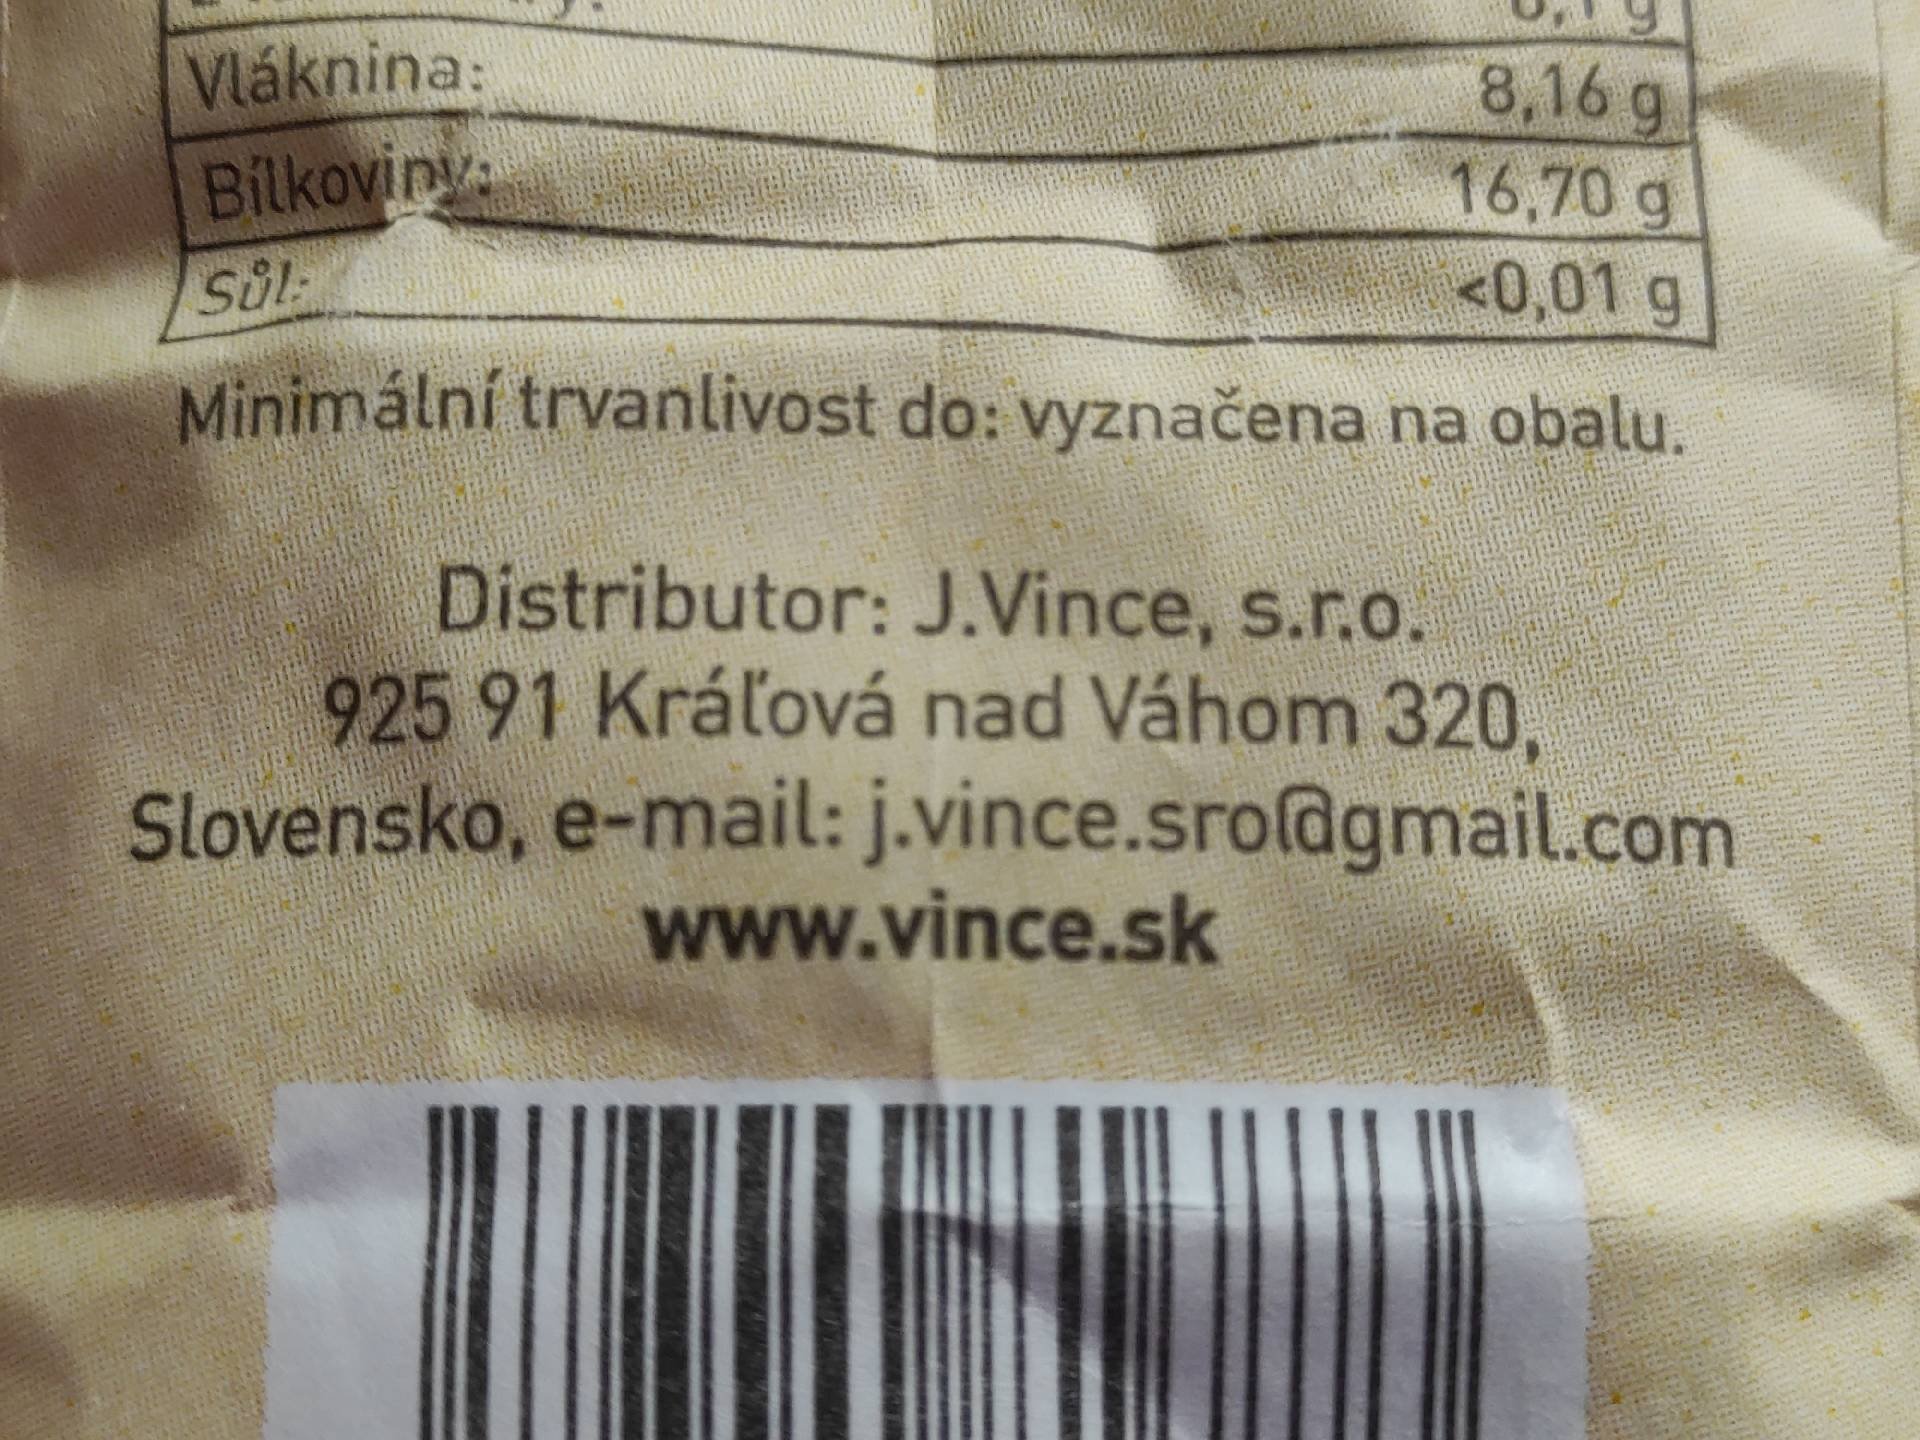 Vláknina: 8,16 g
Bílkoviny: 16,70 g
Sůl: <0,01 g
Minimální trvanlivost do: vyznačena na obalu.
Distributor: J.Vince, s.r.o.
925 91 Kráľová nad Váhom 320,
Slovensko, e-mail: j.vince.sro@gmail.com
www.vince.sk